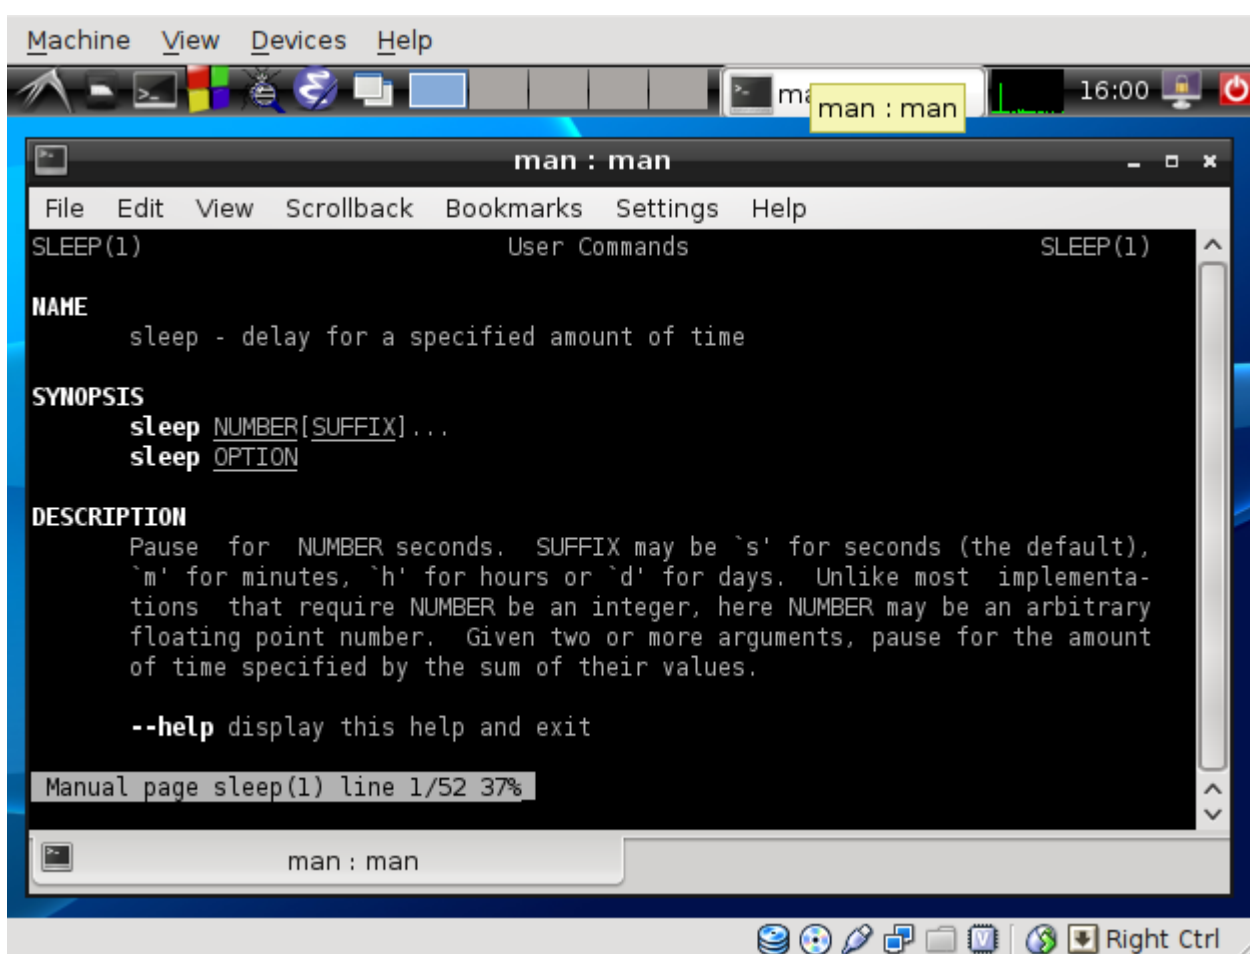 Machine View Devices Help
ma
man : man
16:00
man : man
File Edit View Scrollback Bookmarks Settings Help
SLEEP(1) User Commands SLEEP(1)
NAME
sleep - delay for a specified amount of time
SYNOPSIS
sleep NUMBER[SUFFIX]...
sleep OPTION
DESCRIPTION
Pause for NUMBER seconds. SUFFIX may be `s' for seconds (the default),
`m' for minutes, `h' for hours or `d' for days. Unlike most implementa-
tions that require NUMBER be an integer, here NUMBER may be an arbitrary
floating point number. Given two or more arguments, pause for the amount
of time specified by the sum of their values.
--help display this help and exit
Manual page sleep(1) line 1/52 37%
man : man
Right Ctrl